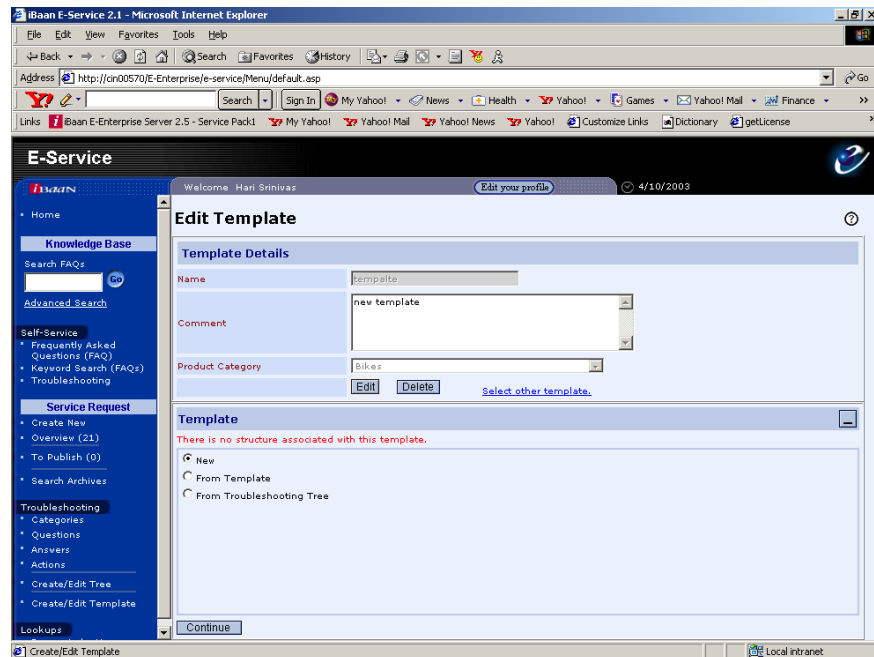 iBaan E-Service 2.1 - Microsoft Internet Explorer
File Edit View Favorites Tools Help
Back Search Favorites History
Address http://cin00570/E-Enterprise/e-service/Menu/default.asp Go
Y! Search Sign In My Yahoo! News Health Yahoo! Games Yahoo! Mail Finance »
Links iBaan E-Enterprise Server 2.5 - Service Pack1 My Yahoo! Yahoo! Mail Yahoo! News Yahoo! Customize Links Dictionary getLicense »
E-Service
iBaan Welcome Hari Srinivas Edit your profile 4/10/2003
Home
Knowledge Base
Search FAQs
GO
Advanced Search
Self-Service
Frequently Asked
Questions (FAQ)
Keyword Search (FAQs)
Troubleshooting
Service Request
Create New
Overview (21)
To Publish (0)
Search Archives
Troubleshooting
Categories
Questions
Answers
Actions
Create/Edit Tree
Create/Edit Template
Lookups
Edit Template ?
Template Details
Name tempalte
Comment new template
Product Category Bikes
Edit Delete Select other template.
Template
There is no structure associated with this template.
New
From Template
From Troubleshooting Tree
Continue
Create/Edit Template Local intranet